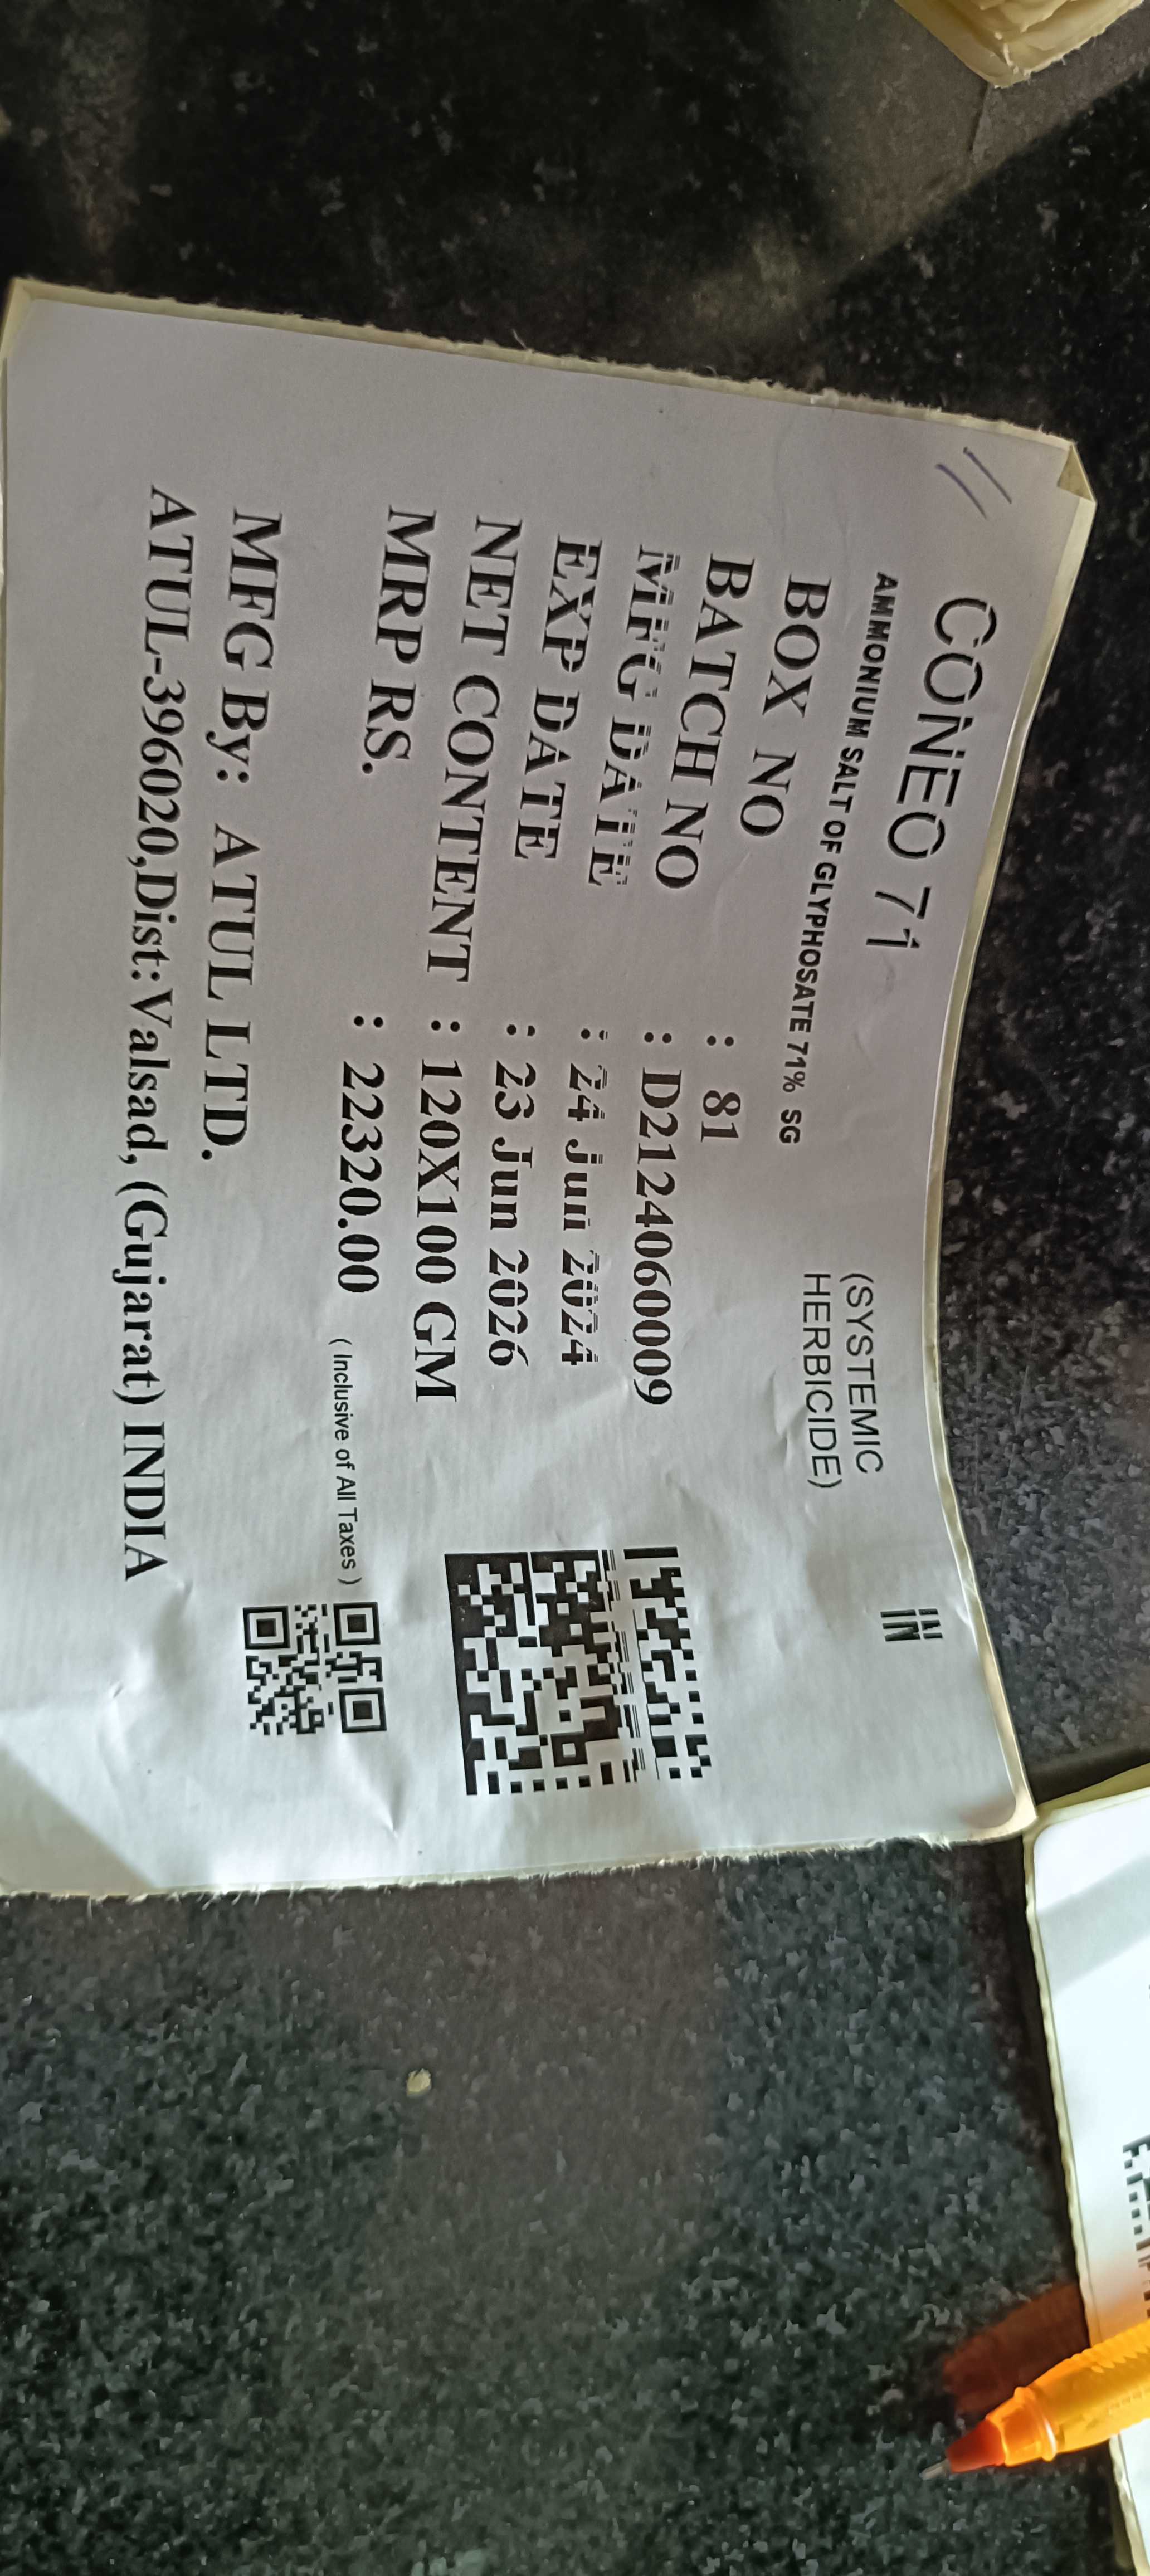 CONEO 71
AMMONIUM SALT OF GLYPHOSATE 71% SG
(SYSTEMIC
HERBICIDE)
IN
BOX NO : 81
BATCH NO : D2124060009
MFG DATE : 24 Jun 2024
EXP DATE : 23 Jun 2026
NET CONTENT : 120X100 GM
MRP RS. : 22320.00 ( Inclusive of All Taxes )
MFG By: ATUL LTD.
ATUL-396020,Dist:Valsad, (Gujarat) INDIA